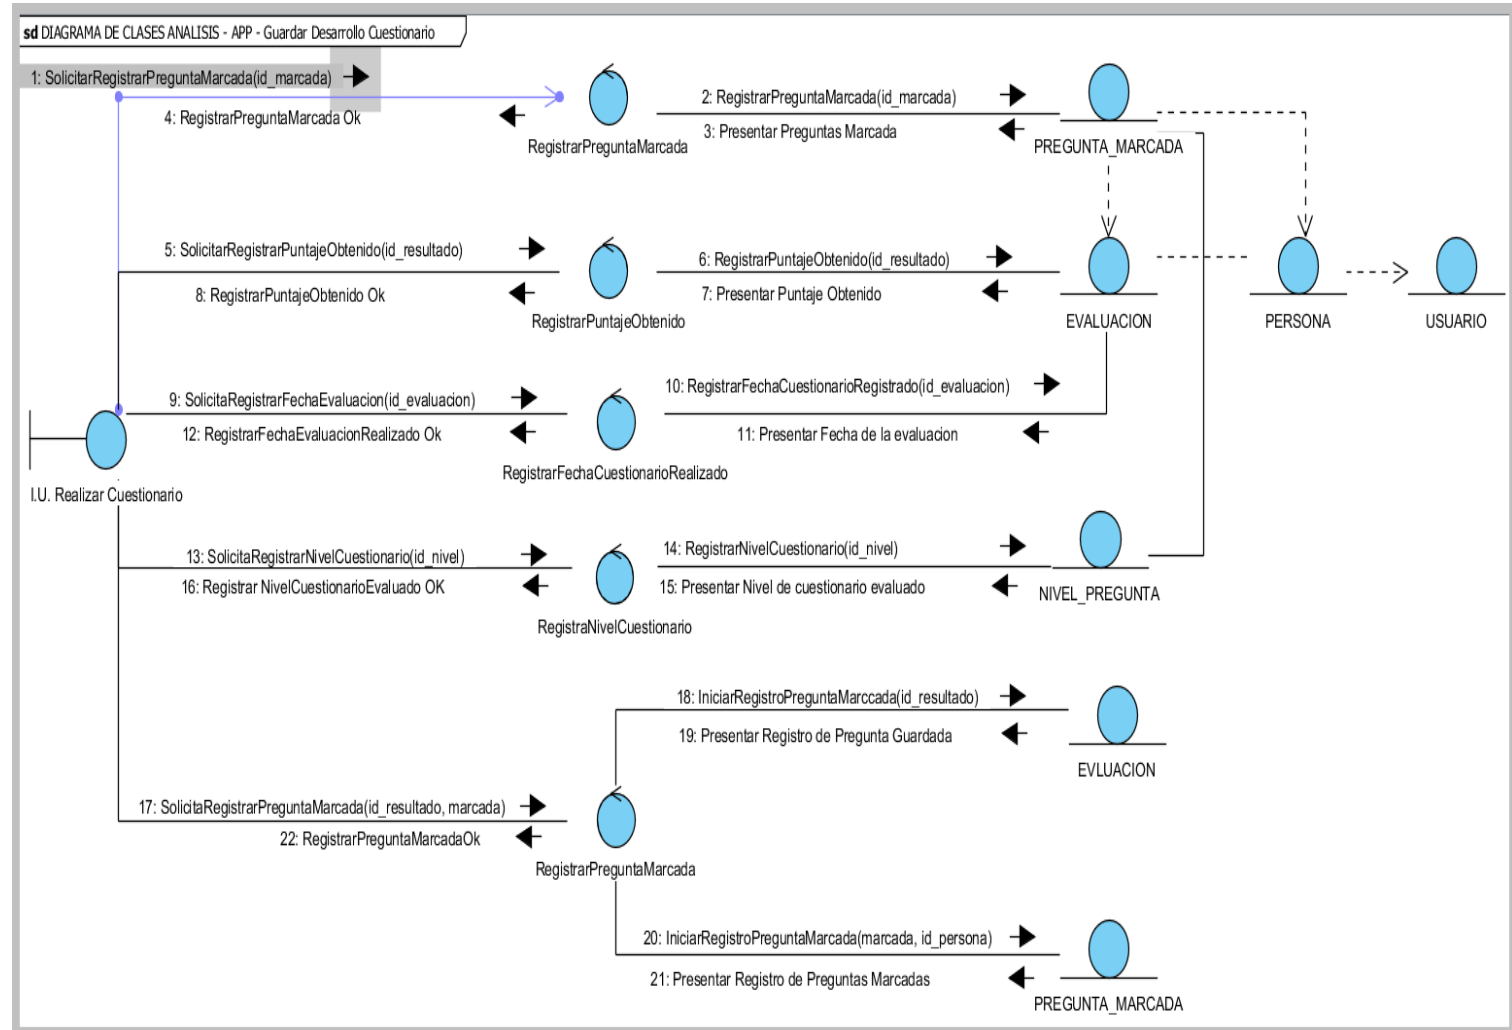 sd DIAGRAMA DE CLASES ANALISIS - APP - Guardar Desarrollo Cuestionario
1: SolicitarRegistrarPreguntaMarcada(id_marcada)
4: RegistrarPreguntaMarcada Ok
RegistrarPreguntaMarcada
2: RegistrarPreguntaMarcada(id_marcada)
3: Presentar Preguntas Marcada
PREGUNTA_MARCADA
5: SolicitarRegistrarPuntajeObtenido(id_resultado)
8: RegistrarPuntajeObtenido Ok
RegistrarPuntajeObtenido
6: RegistrarPuntajeObtenido(id_resultado)
7: Presentar Puntaje Obtenido
EVALUACION
PERSONA
USUARIO
9: SolicitaRegistrarFechaEvaluacion(id_evaluacion)
12: RegistrarFechaEvaluacionRealizado Ok
RegistrarFechaCuestionarioRealizado
10: RegistrarFechaCuestionarioRegistrado(id_evaluacion)
11: Presentar Fecha de la evaluacion
I.U. Realizar Cuestionario
13: SolicitaRegistrarNivelCuestionario(id_nivel)
16: Registrar NivelCuestionarioEvaluado OK
RegistraNivelCuestionario
14: RegistrarNivelCuestionario(id_nivel)
15: Presentar Nivel de cuestionario evaluado
NIVEL_PREGUNTA
18: IniciarRegistroPreguntaMarccada(id_resultado)
19: Presentar Registro de Pregunta Guardada
EVLUACION
17: SolicitaRegistrarPreguntaMarcada(id_resultado, marcada)
22: RegistrarPreguntaMarcadaOk
RegistrarPreguntaMarcada
20: IniciarRegistroPreguntaMarcada(marcada, id_persona)
21: Presentar Registro de Preguntas Marcadas
PREGUNTA_MARCADA